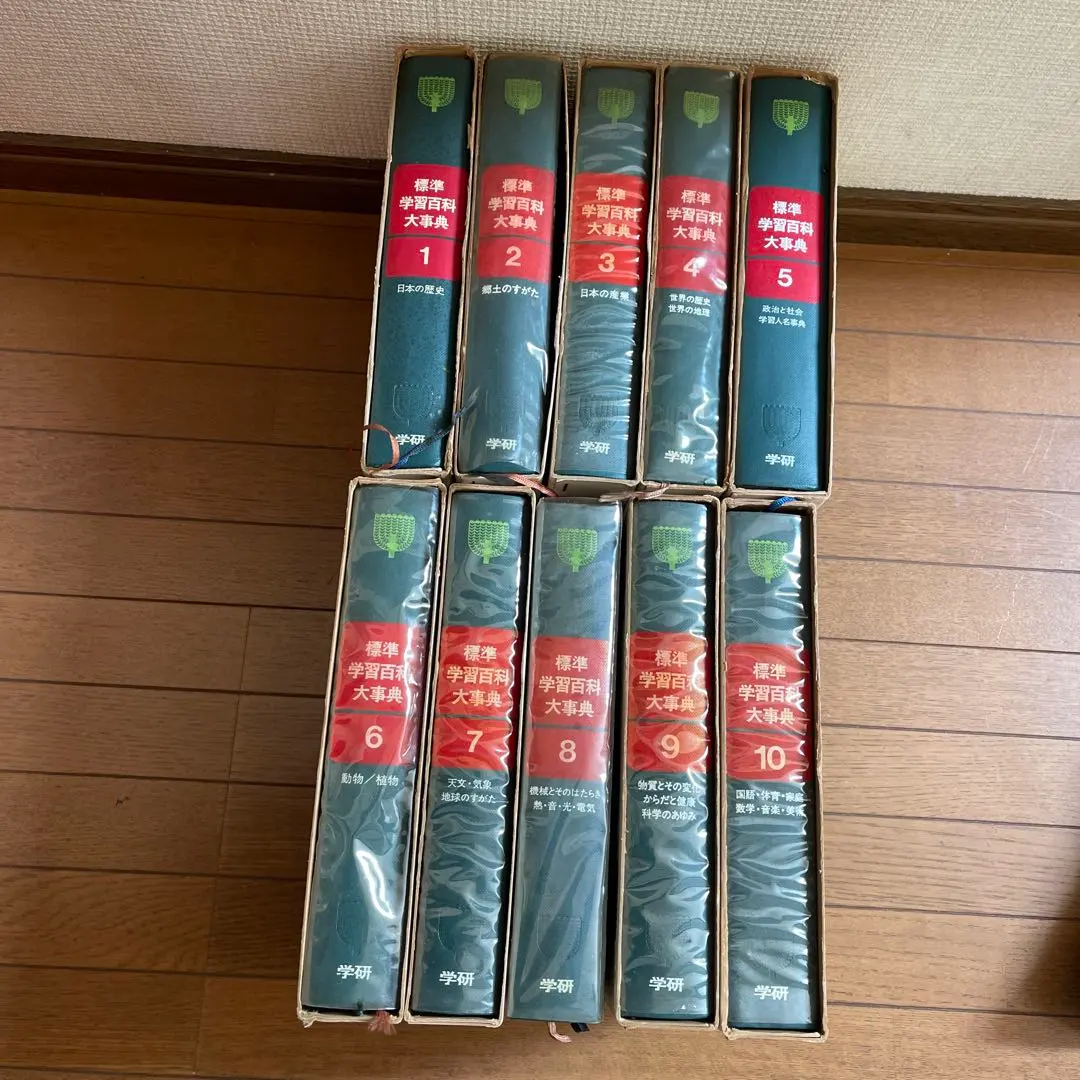 標準
学習百科
大事典
1
日本の歴史
学研
標準
学習百科
大事典
2
郷土のすがた
学研
標準
学習百科
大事典
3
日本の産業
学研
標準
学習百科
大事典
4
世界の歴史
世界の地理
学研
標準
学習百科
大事典
5
政治と社会
学習人名事典
学研
標準
学習百科
大事典
6
動物/植物
学研
標準
学習百科
大事典
7
天文・気象
地球のすがた
学研
標準
学習百科
大事典
8
機械とそのはたらき
熱・音・光・電気
学研
標準
学習百科
大事典
9
物質とその変化
からだと健康
科学のあゆみ
学研
標準
学習百科
大事典
10
国語・体育・家庭
数学・音楽・美術
学研